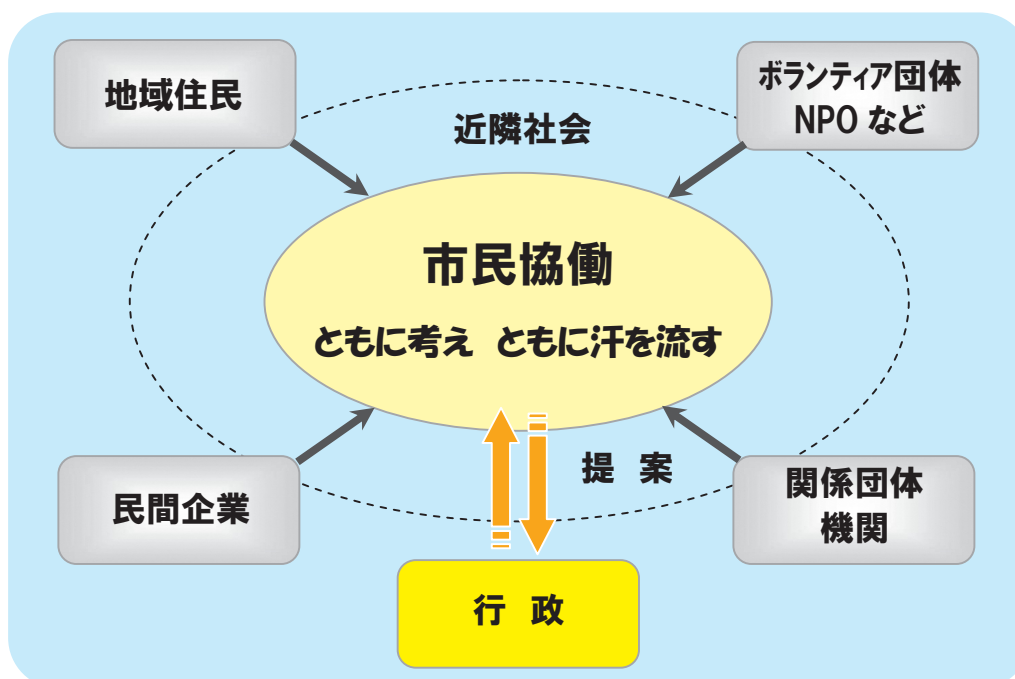 地域住民
ボランティア団体
NPO など
近隣社会
市民協働
ともに考え ともに汗を流す
提 案
民間企業
関係団体
機関
行 政